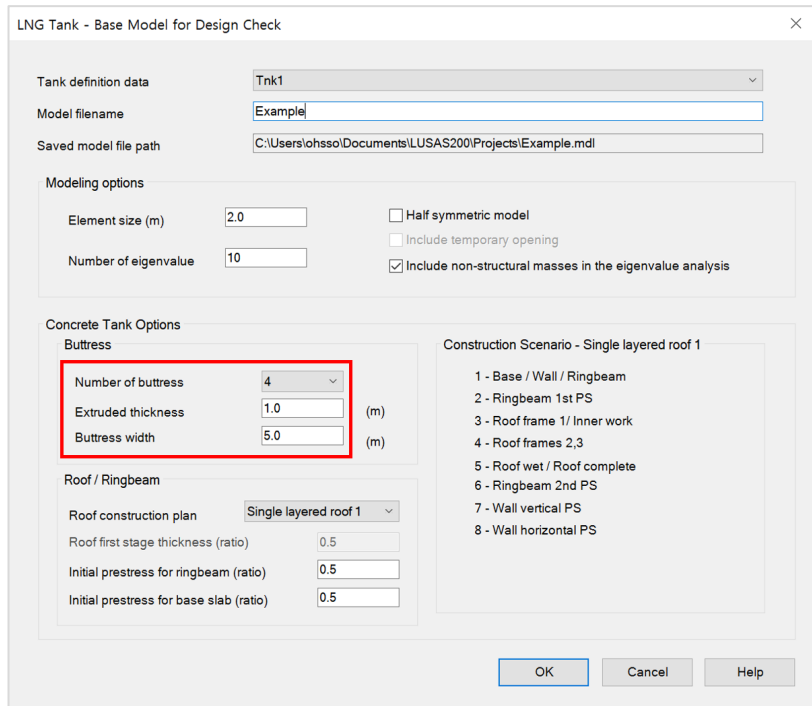 LNG Tank - Base Model for Design Check
Tank definition data
Tnk1
Model filename
Example
Saved model file path
C:\Users\ohsso\Documents\LUSAS200\Projects\Example.mdl
Modeling options
Element size (m)
2.0
Half symmetric model
Include temporary opening
Number of eigenvalue
10
Include non-structural masses in the eigenvalue analysis
Concrete Tank Options
Buttress
Number of buttress
4
Extruded thickness
1.0
(m)
Buttress width
5.0
(m)
Roof / Ringbeam
Roof construction plan
Single layered roof 1
Roof first stage thickness (ratio)
0.5
Initial prestress for ringbeam (ratio)
0.5
Initial prestress for base slab (ratio)
0.5
Construction Scenario - Single layered roof 1
1 - Base / Wall / Ringbeam
2 - Ringbeam 1st PS
3 - Roof frame 1/ Inner work
4 - Roof frames 2,3
5 - Roof wet / Roof complete
6 - Ringbeam 2nd PS
7 - Wall vertical PS
8 - Wall horizontal PS
OK
Cancel
Help